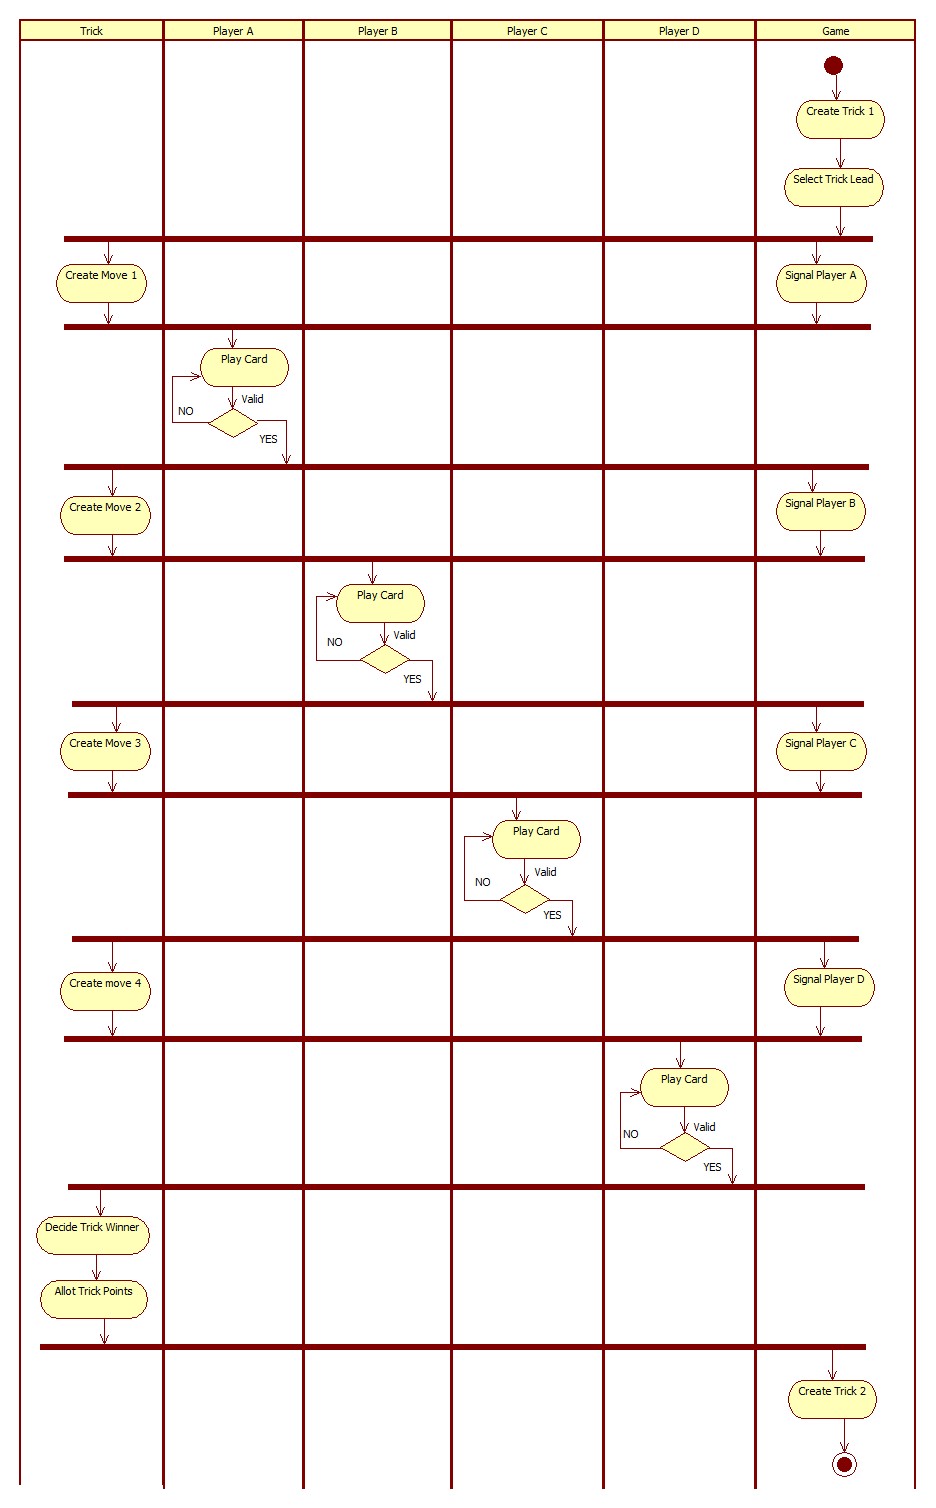 Trick
Player A
Player B
Player C
Player D
Game
Create Trick 1
Select Trick Lead
Create Move 1
Signal Player A
Play Card
Valid
NO
YES
Create Move 2
Signal Player B
Play Card
Valid
NO
YES
Create Move 3
Signal Player C
Play Card
Valid
NO
YES
Create move 4
Signal Player D
Play Card
Valid
NO
YES
Decide Trick Winner
Allot Trick Points
Create Trick 2